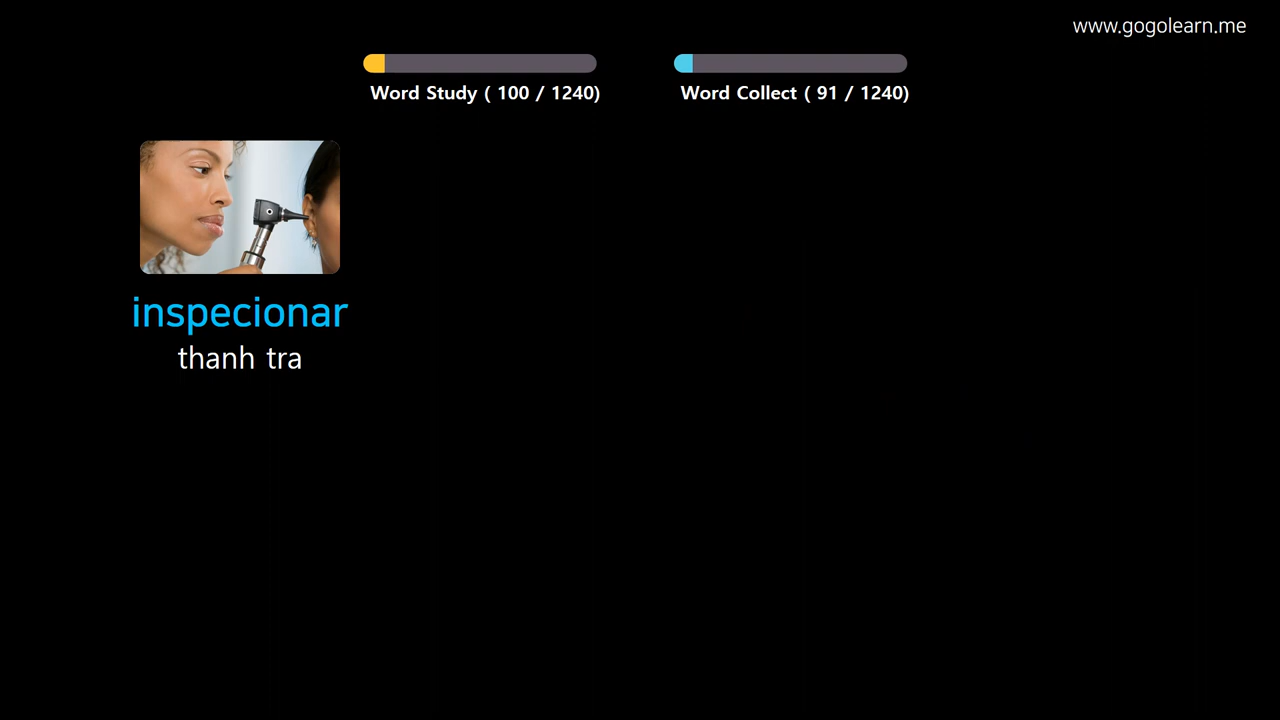 www.gogolearn.me
Word Study ( 100 / 1240)
Word Collect ( 91 / 1240)
inspecionar
thanh tra